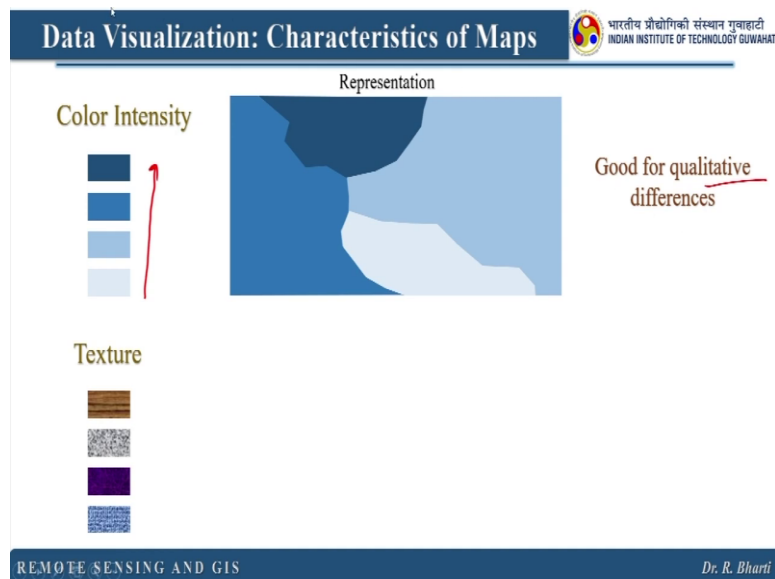 Data Visualization: Characteristics of Maps
भारतीय प्रौद्योगिकी संस्थान गुवाहाटी
INDIAN INSTITUTE OF TECHNOLOGY GUWAHAT
Representation
Color Intensity
Good for qualitative
differences
Texture
REMOTE SENSING AND GIS
Dr. R. Bharti